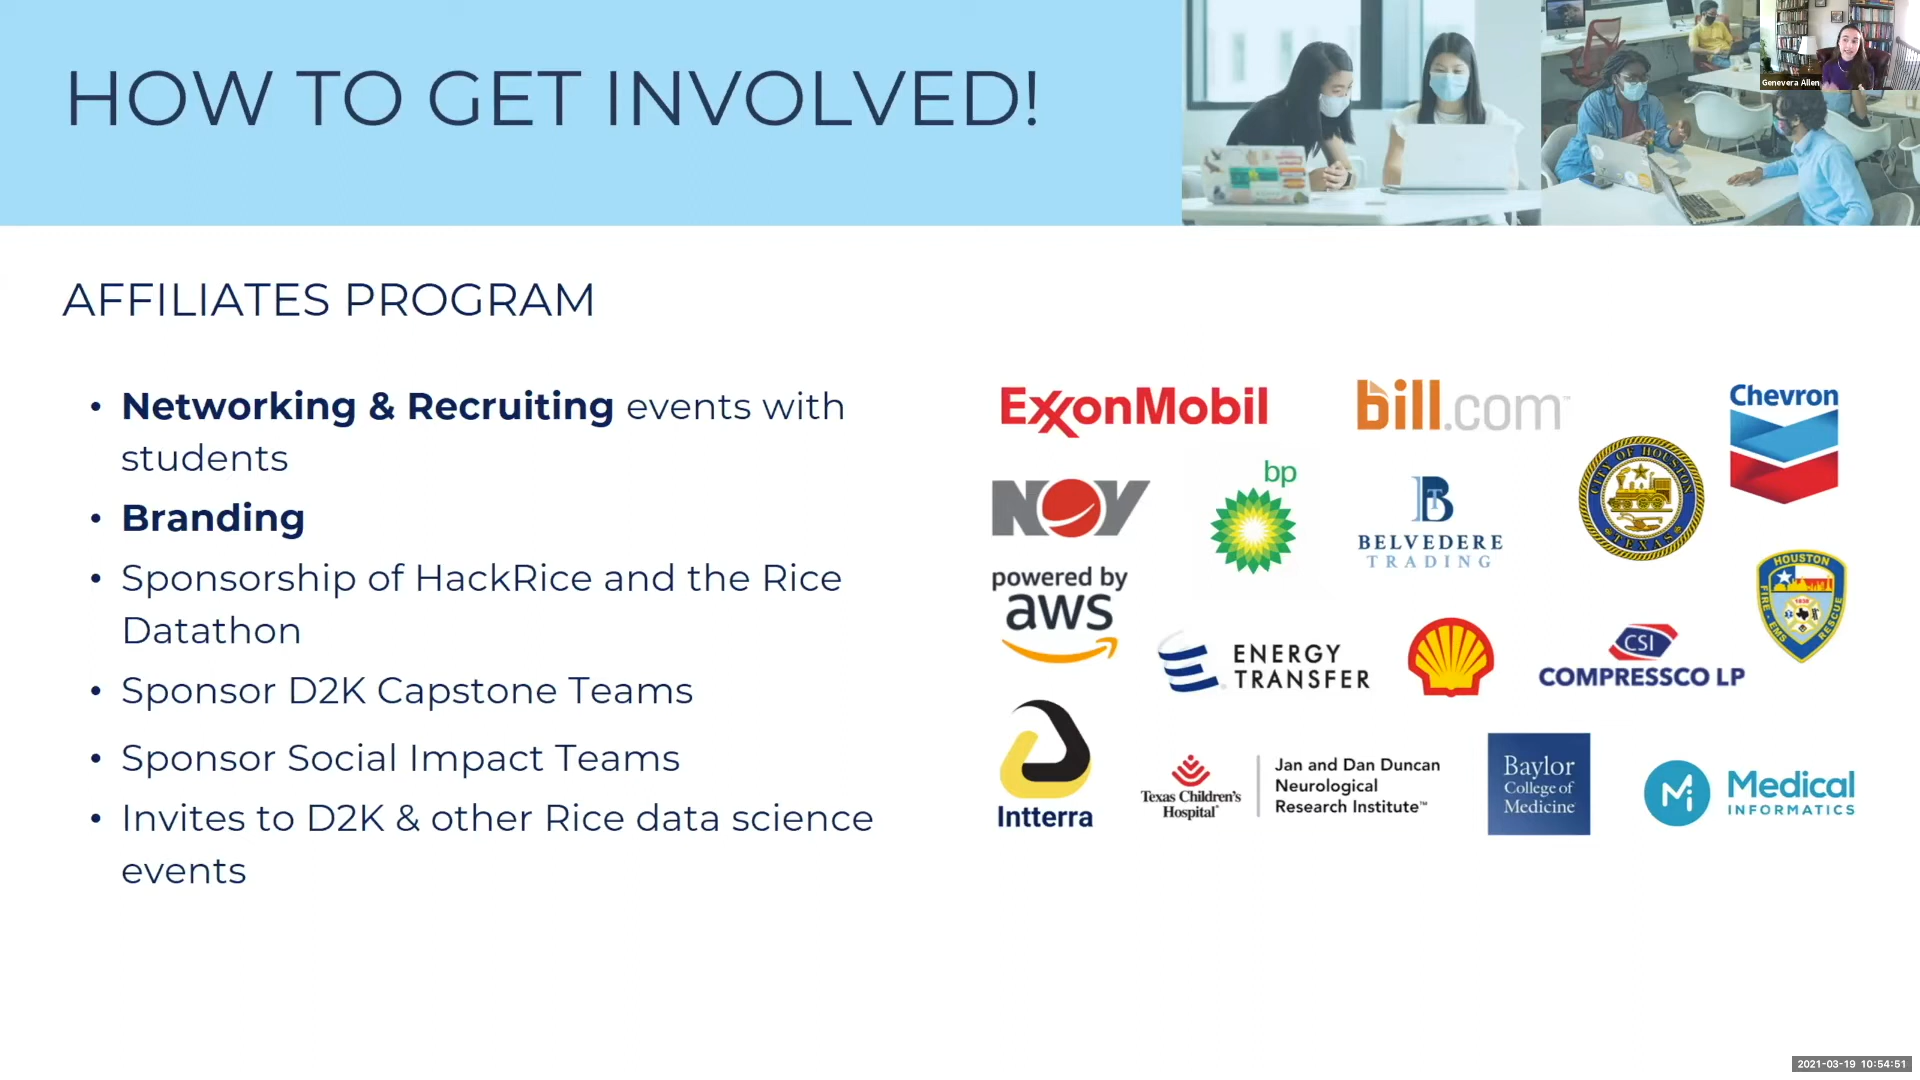 HOW TO GET INVOLVED!
Genevera Allen
AFFILIATES PROGRAM
• Networking & Recruiting events with
students
• Branding
• Sponsorship of HackRice and the Rice
Datathon
• Sponsor D2K Capstone Teams
• Sponsor Social Impact Teams
• Invites to D2K & other Rice data science
events
ExxonMobil
bill.com™
Chevron
NOV
bp
BT
BELVEDERE
TRADING
CITY OF HOUSTON
TEXAS
powered by
aws
HOUSTON
FIRE - EMS RESCUE
ENERGY
TRANSFER
CSI
COMPRESSCO LP
Intterra
Texas Children's
Hospital®
Jan and Dan Duncan
Neurological
Research Institute™
Baylor
College of
Medicine
Medical
INFORMATICS
2021-03-19 10:54:51